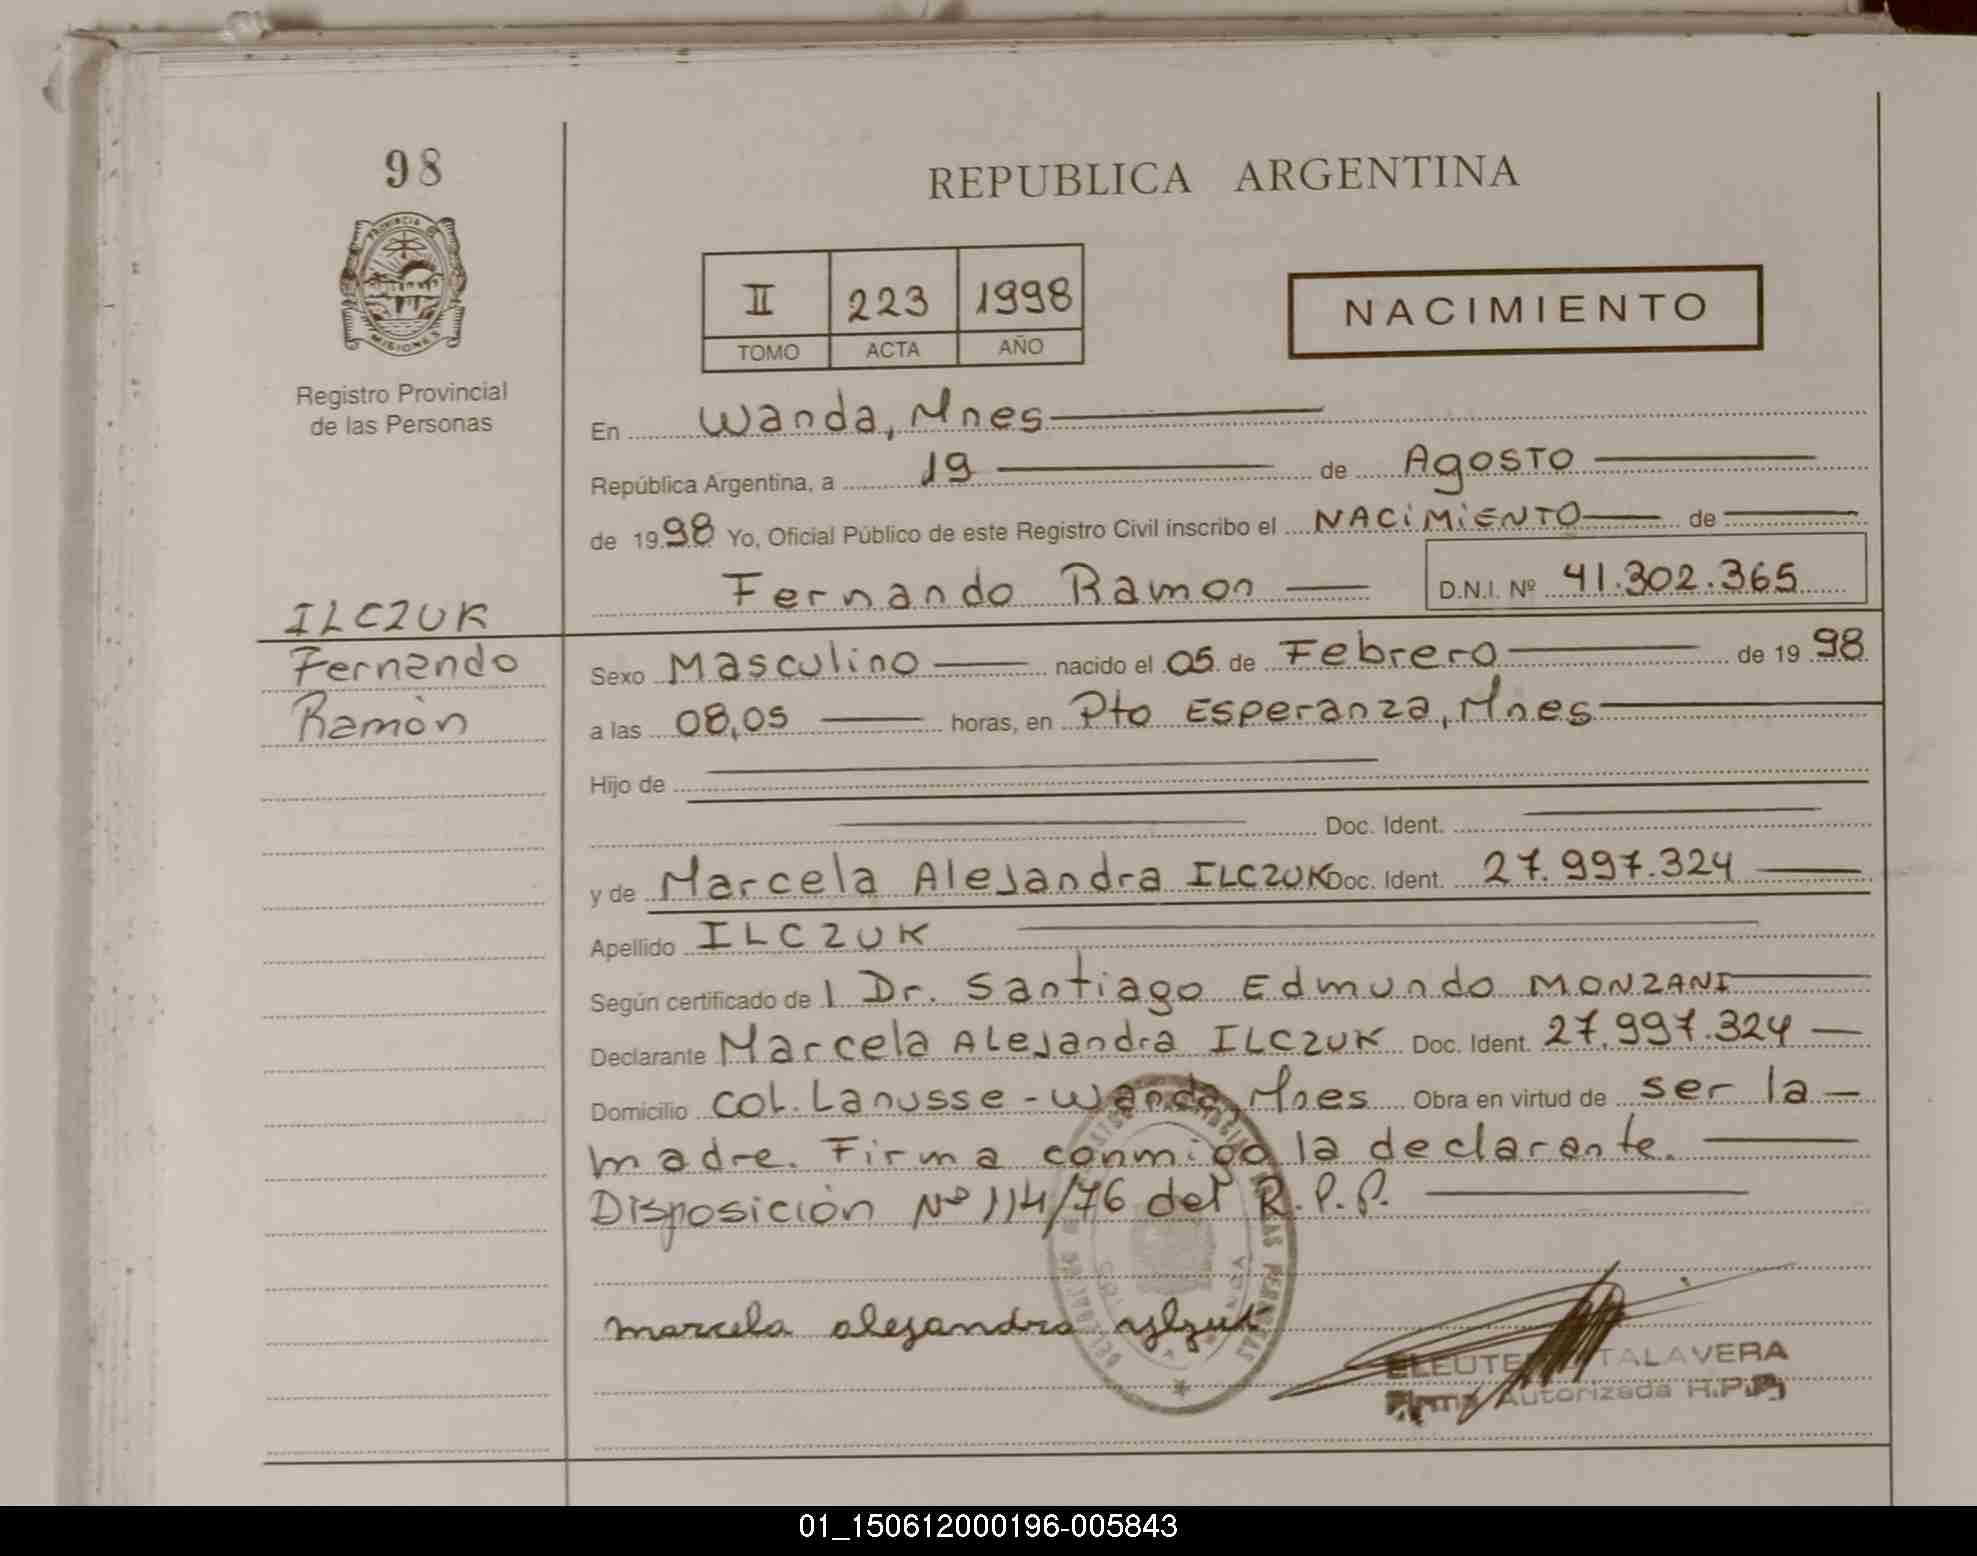 98
PROVINCIA DE
MISIONES
Registro Provincial
de las Personas
ILCZUK
Fernando
Ramón
REPUBLICA ARGENTINA
II 223 1998
TOMO ACTA AÑO
NACIMIENTO
En Wanda, Mnes
República Argentina, a 19 de Agosto
de 1998 Yo, Oficial Público de este Registro Civil inscribo el NACIMIENTO de
Fernando Ramon D.N.I. Nº 41.302.365
Sexo Masculino nacido el 05 de Febrero de 1998
a las 08,05 horas, en Pto Esperanza, Mnes
Hijo de
Doc. Ident.
y de Marcela Alejandra ILCZUK Doc. Ident. 27.997.324
Apellido ILCZUK
Según certificado de l Dr. Santiago Edmundo MONZANI
Declarante Marcela Alejandra ILCZUK Doc. Ident. 27.997.324
Domicilio Col. Lanusse - Wanda, Mnes Obra en virtud de ser la
madre. Firma conmigo la declarante.
Disposición Nº 114/76 del R.P.P.
marcela alejandra
TALAVERA
Firma Autorizada R.P.P.
01_150612000196-005843